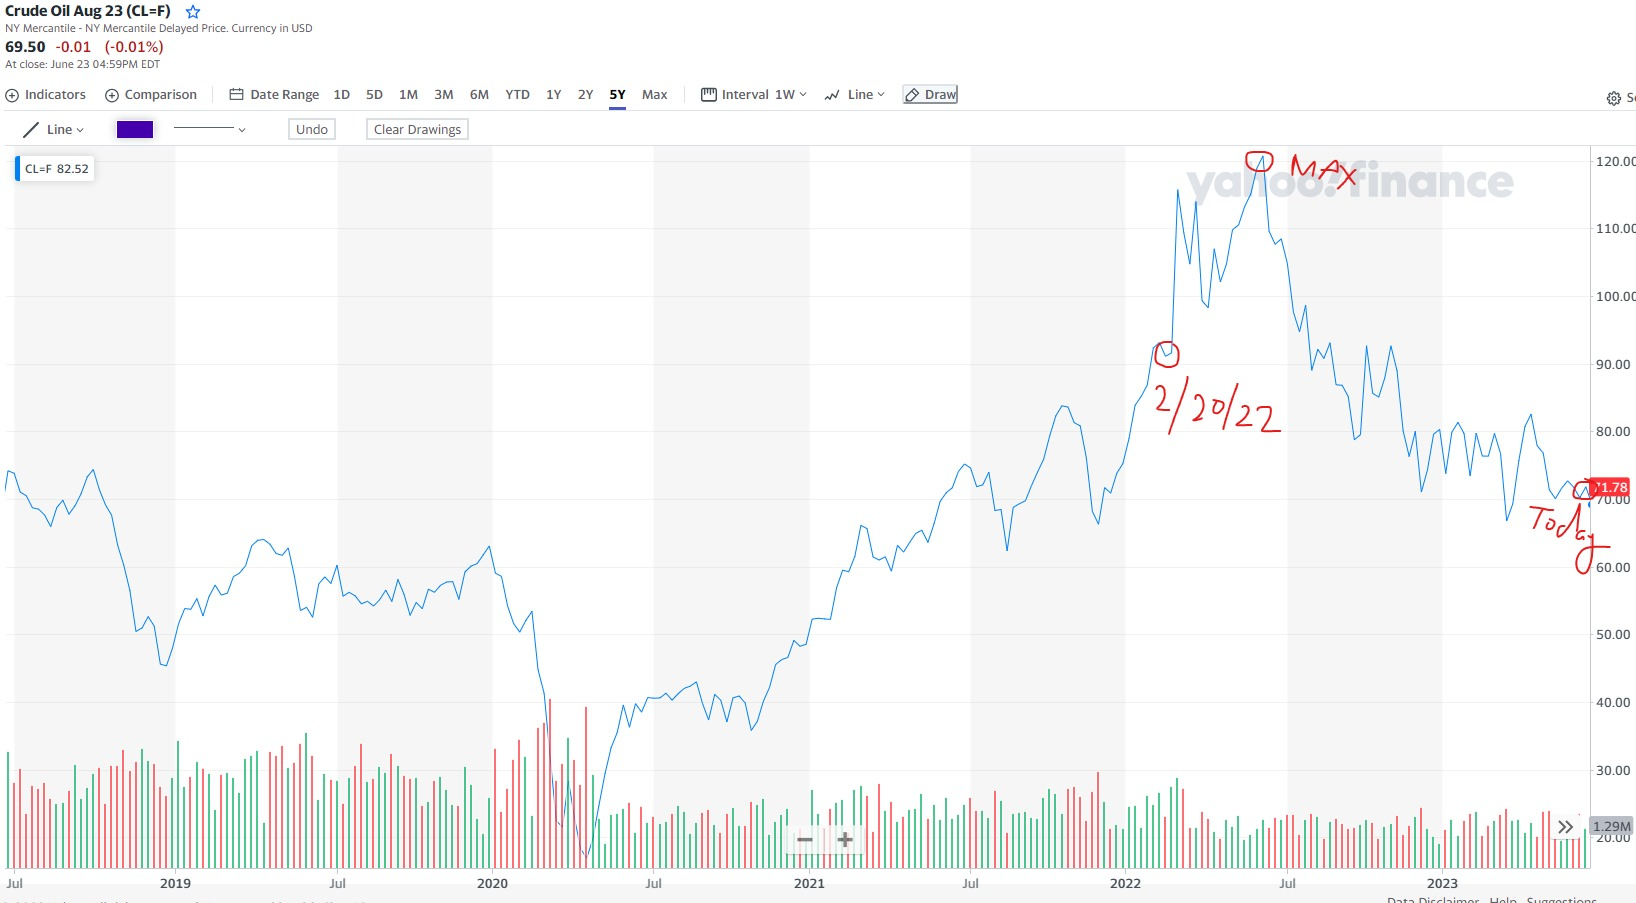 Crude Oil Aug 23 (CL=F)
NY Mercantile - NY Mercantile Delayed Price. Currency in USD
69.50 -0.01 (-0.01%)
At close: June 23 04:59PM EDT
Indicators Comparison Date Range 1D 5D 1M 3M 6M YTD 1Y 2Y 5Y Max Interval 1W Line Draw
Line Undo Clear Drawings
CL=F 82.52
MAX
yahoo!finance
2/20/22
Today
120.00
110.00
100.00
90.00
80.00
71.78
70.00
60.00
50.00
40.00
30.00
1.29M
20.00
Jul 2019 Jul 2020 Jul 2021 Jul 2022 Jul 2023
Data Disclaimer Help Suggestions